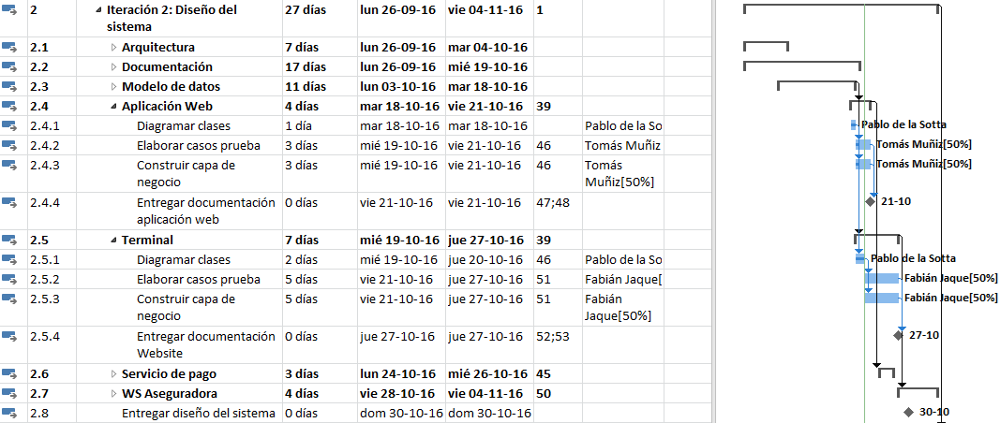 2 Iteración 2: Diseño del 27 días lun 26-09-16 vie 04-11-16 1
sistema
2.1 Arquitectura 7 días lun 26-09-16 mar 04-10-16
2.2 Documentación 17 días lun 26-09-16 mié 19-10-16
2.3 Modelo de datos 11 días lun 03-10-16 mar 18-10-16
2.4 Aplicación Web 4 días mar 18-10-16 vie 21-10-16 39
2.4.1 Diagramar clases 1 día mar 18-10-16 mar 18-10-16 Pablo de la So Pablo de la Sotta
2.4.2 Elaborar casos prueba 3 días mié 19-10-16 vie 21-10-16 46 Tomás Muñiz Tomás Muñiz[50%]
2.4.3 Construir capa de 3 días mié 19-10-16 vie 21-10-16 46 Tomás Tomás Muñiz[50%]
negocio Muñiz[50%]
2.4.4 Entregar documentación 0 días vie 21-10-16 vie 21-10-16 47;48 21-10
aplicación web
2.5 Terminal 7 días mié 19-10-16 jue 27-10-16 39
2.5.1 Diagramar clases 2 días mié 19-10-16 jue 20-10-16 46 Pablo de la So Pablo de la Sotta
2.5.2 Elaborar casos prueba 5 días vie 21-10-16 jue 27-10-16 51 Fabián Jaque[ Fabián Jaque[50%]
2.5.3 Construir capa de 5 días vie 21-10-16 jue 27-10-16 51 Fabián Fabián Jaque[50%]
negocio Jaque[50%]
2.5.4 Entregar documentación 0 días jue 27-10-16 jue 27-10-16 52;53 27-10
Website
2.6 Servicio de pago 3 días lun 24-10-16 mié 26-10-16 45
2.7 WS Aseguradora 4 días vie 28-10-16 vie 04-11-16 50
2.8 Entregar diseño del sistema 0 días dom 30-10-16 dom 30-10-16 30-10